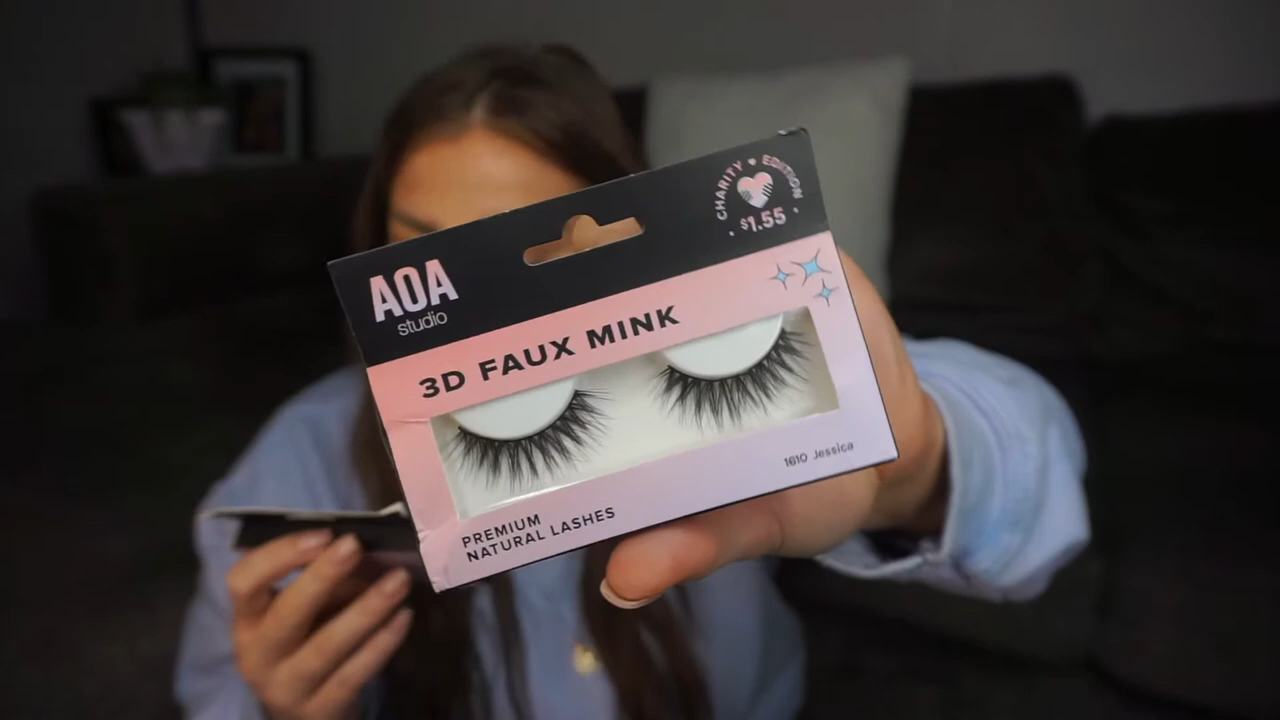 CHARITY ♥ EDITION
• $1.55 •
AOA
studio
3D FAUX MINK
1610 Jessica
PREMIUM
NATURAL LASHES